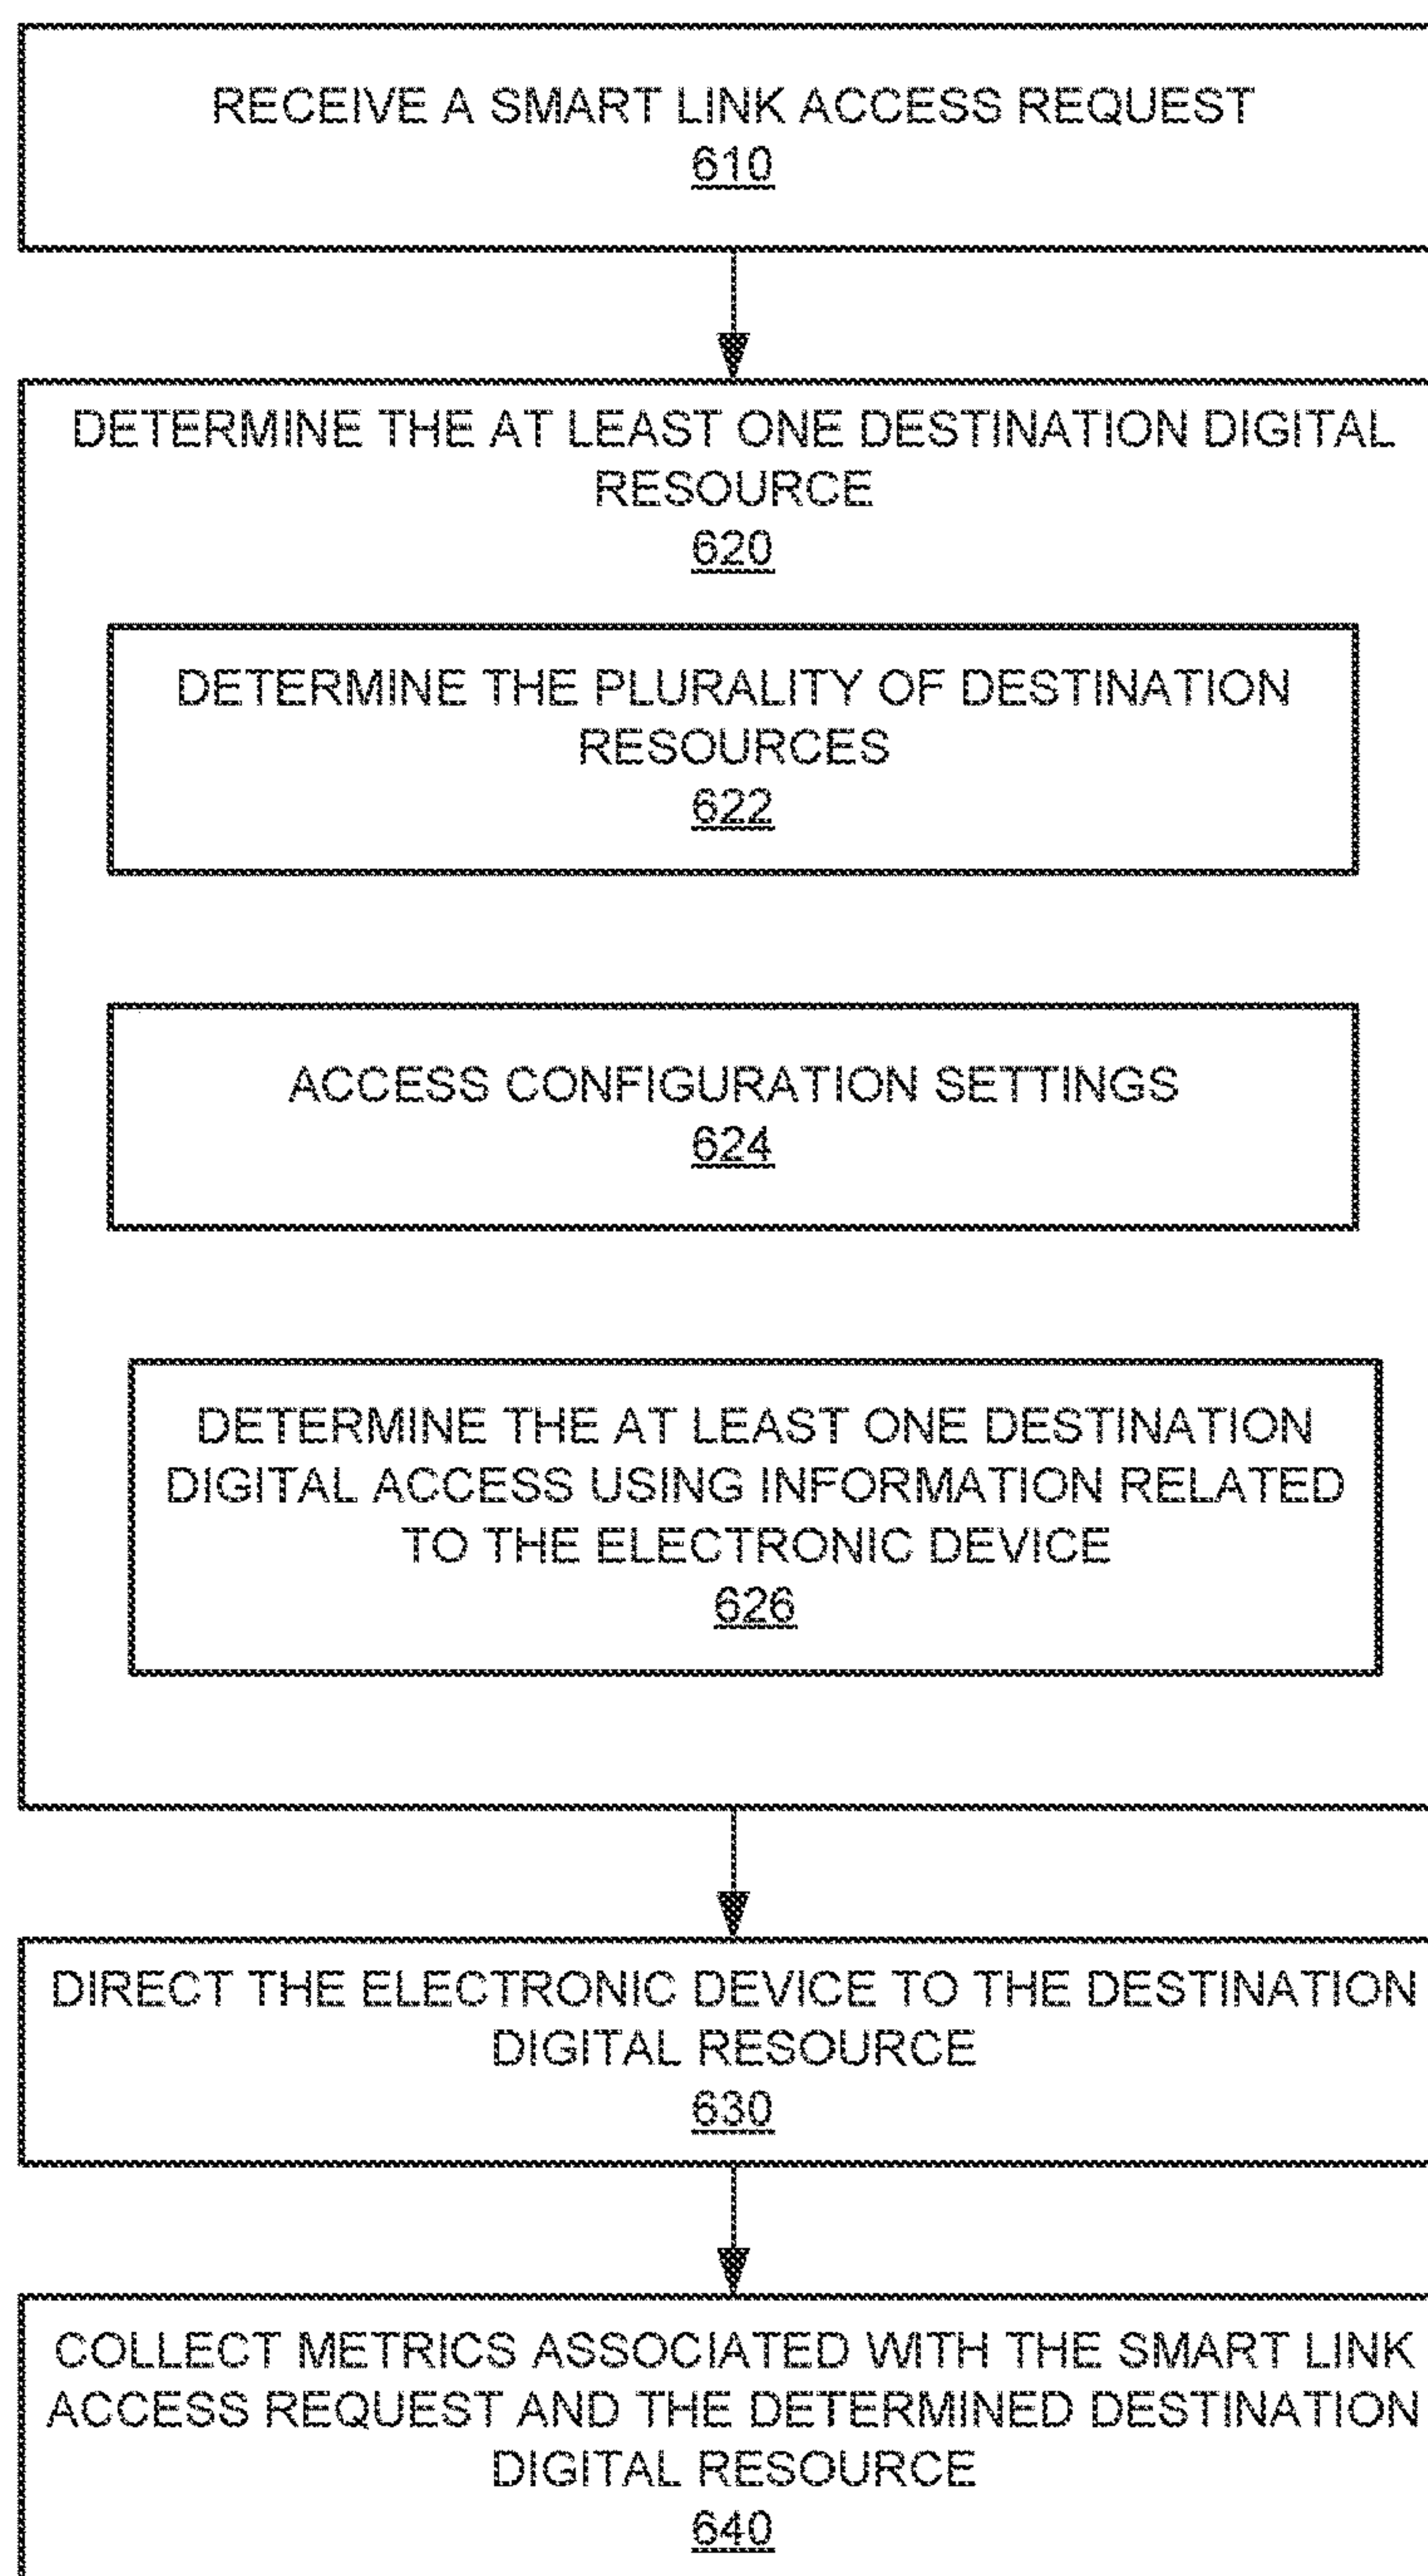 RECEIVE A SMART LINK ACCESS REQUEST
610
DETERMINE THE AT LEAST ONE DESTINATION DIGITAL
RESOURCE
620
DETERMINE THE PLURALITY OF DESTINATION
RESOURCES
622
ACCESS CONFIGURATION SETTINGS
624
DETERMINE THE AT LEAST ONE DESTINATION
DIGITAL ACCESS USING INFORMATION RELATED
TO THE ELECTRONIC DEVICE
626
DIRECT THE ELECTRONIC DEVICE TO THE DESTINATION
DIGITAL RESOURCE
630
COLLECT METRICS ASSOCIATED WITH THE SMART LINK
ACCESS REQUEST AND THE DETERMINED DESTINATION
DIGITAL RESOURCE
640